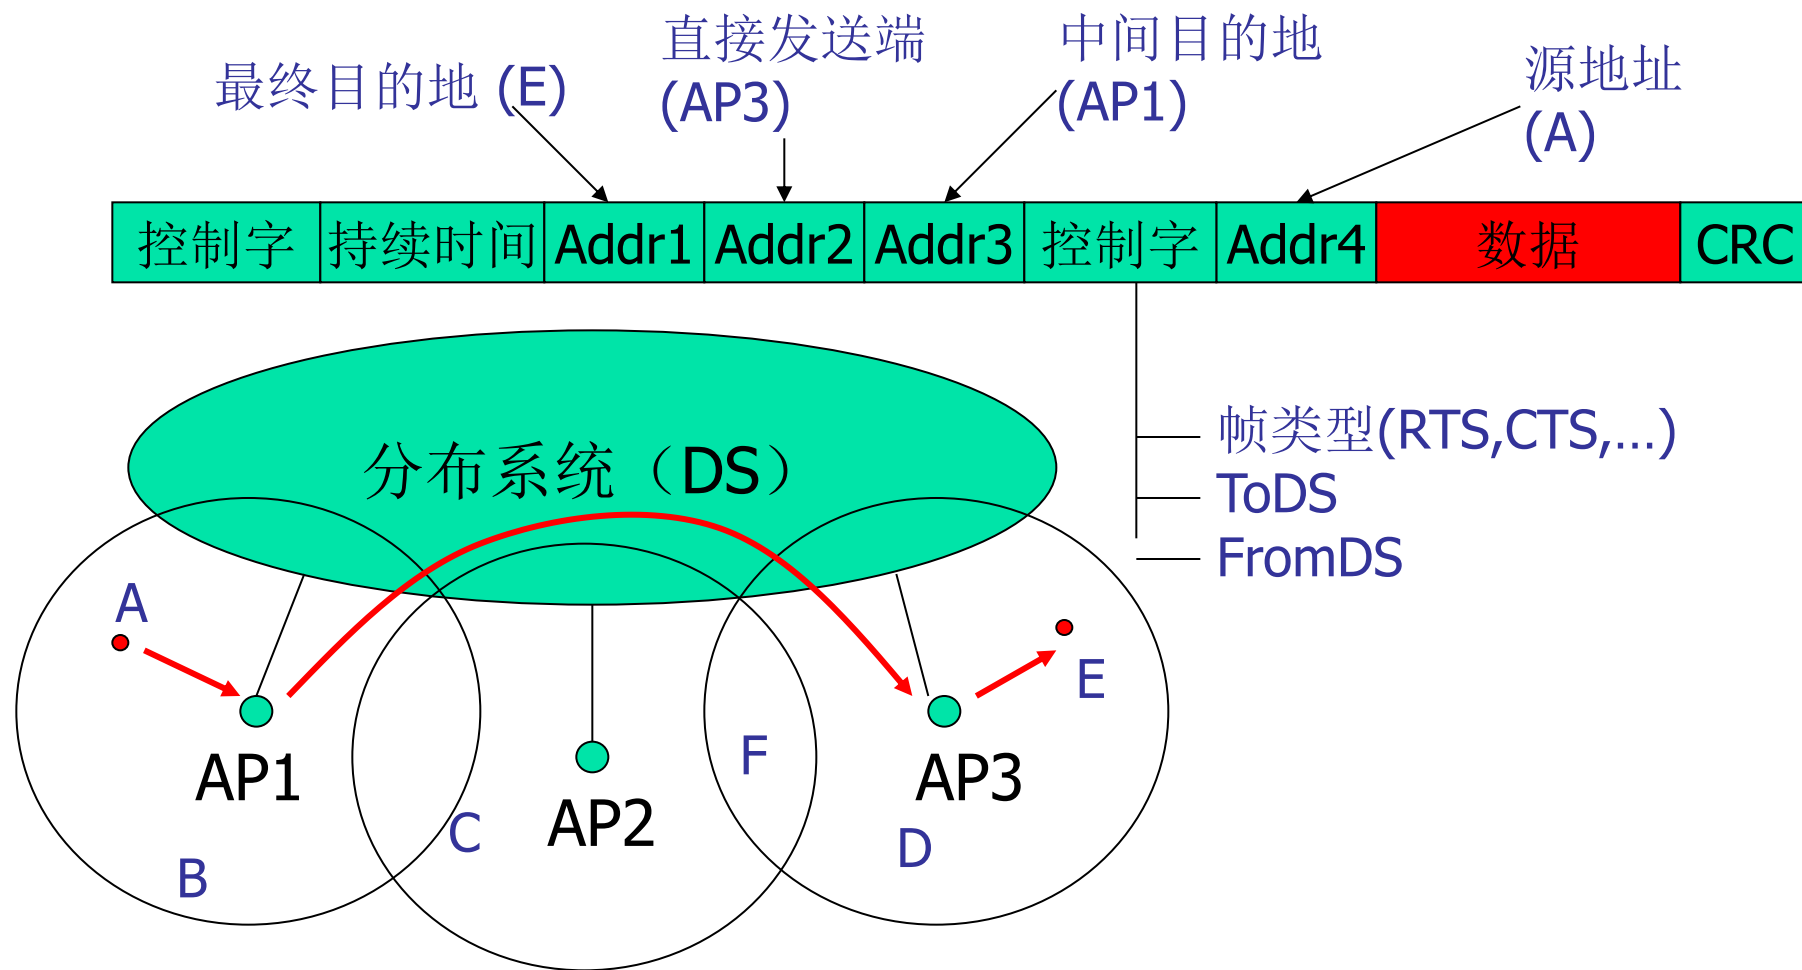 最终目的地 (E)
直接发送端
(AP3)
中间目的地
(AP1)
源地址
(A)
控制字 持续时间 Addr1 Addr2 Addr3 控制字 Addr4 数据 CRC
分布系统（DS）
帧类型(RTS,CTS,...)
ToDS
FromDS
A
E
AP1
F
AP3
C
AP2
D
B